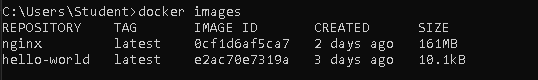 C:\Users\Student>docker images
REPOSITORY TAG IMAGE ID CREATED SIZE
nginx latest 0cf1d6af5ca7 2 days ago 161MB
hello-world latest e2ac70e7319a 3 days ago 10.1kB